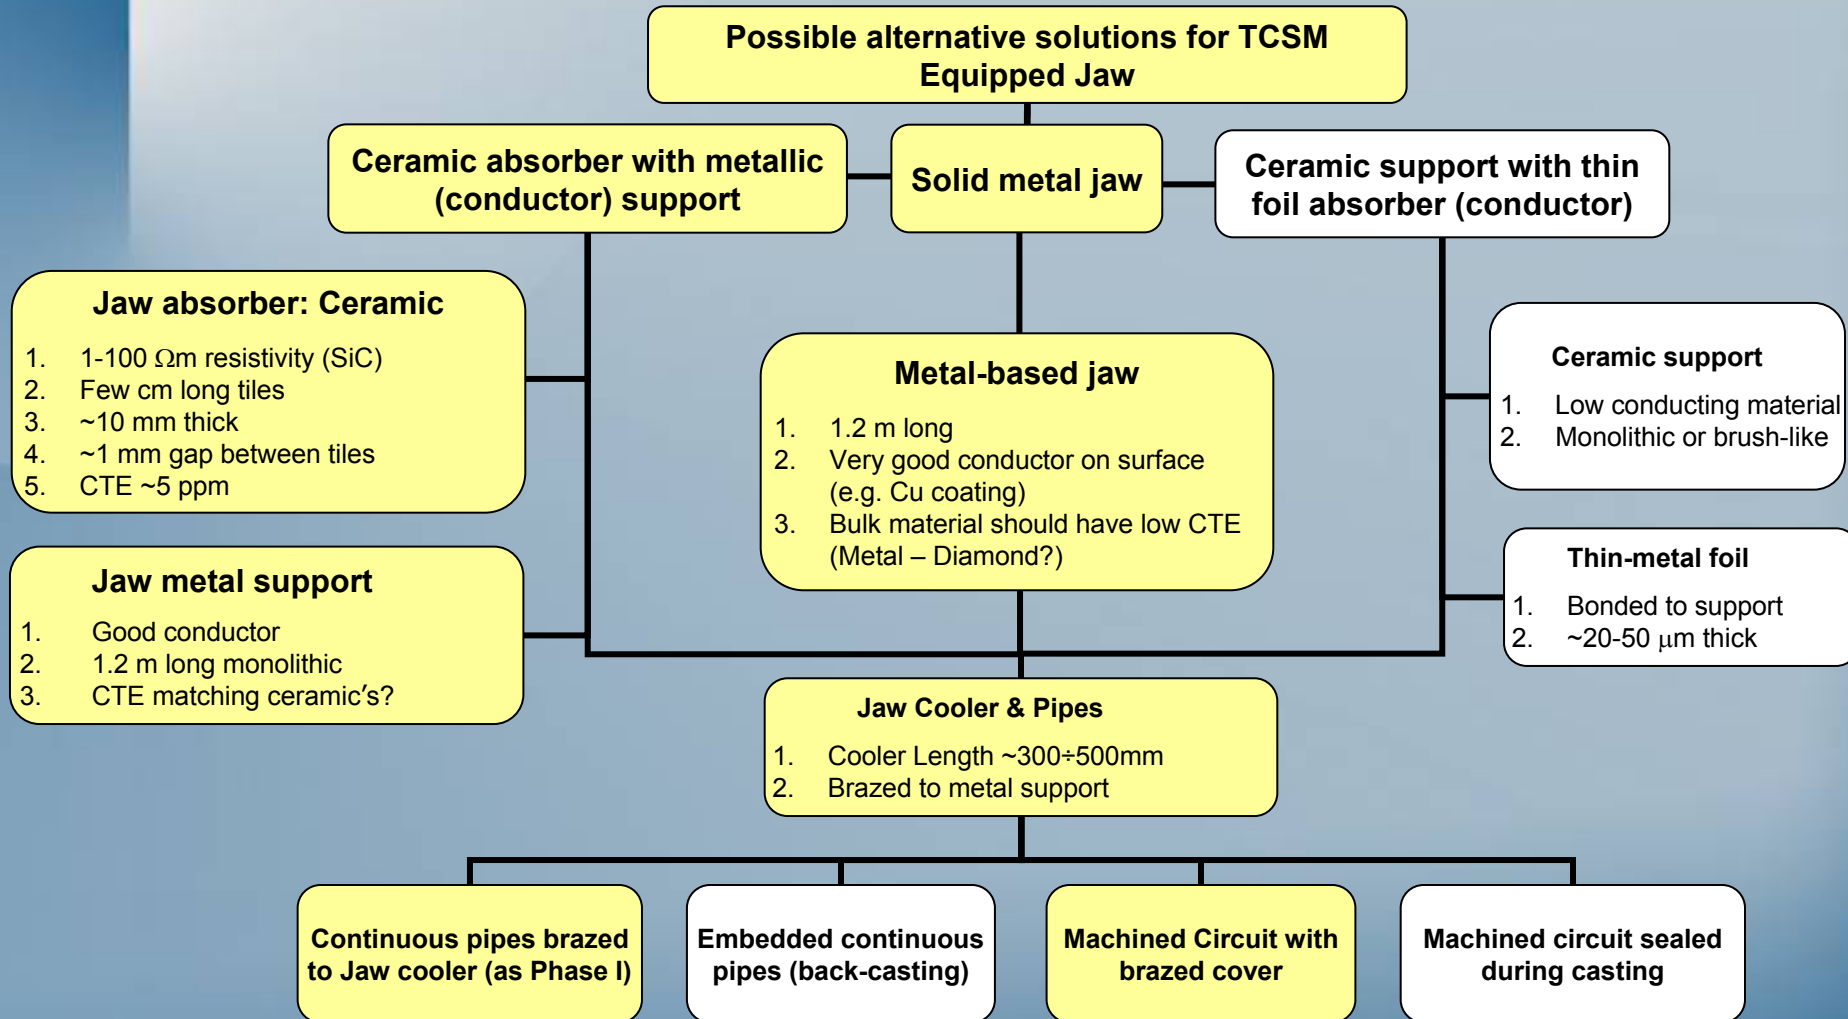 Possible alternative solutions for TCSM
Equipped Jaw
Ceramic absorber with metallic
(conductor) support
Solid metal jaw
Ceramic support with thin
foil absorber (conductor)
Jaw absorber: Ceramic
1. 1-100 Ωm resistivity (SiC)
2. Few cm long tiles
3. ~10 mm thick
4. ~1 mm gap between tiles
5. CTE ~5 ppm
Jaw metal support
1. Good conductor
2. 1.2 m long monolithic
3. CTE matching ceramic′s?
Metal-based jaw
1. 1.2 m long
2. Very good conductor on surface
(e.g. Cu coating)
3. Bulk material should have low CTE
(Metal – Diamond?)
Ceramic support
1. Low conducting material
2. Monolithic or brush-like
Thin-metal foil
1. Bonded to support
2. ~20-50 μm thick
Jaw Cooler & Pipes
1. Cooler Length ~300÷500mm
2. Brazed to metal support
Continuous pipes brazed
to Jaw cooler (as Phase I)
Embedded continuous
pipes (back-casting)
Machined Circuit with
brazed cover
Machined circuit sealed
during casting